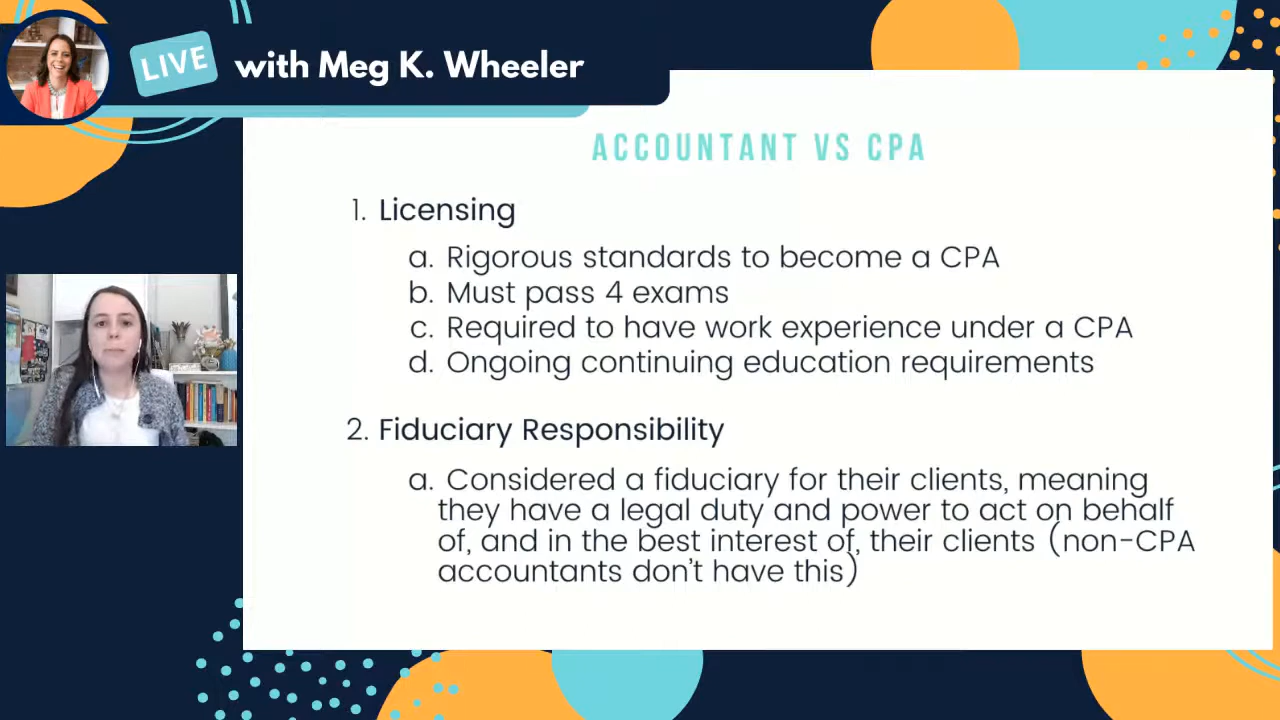 LIVE with Meg K. Wheeler
ACCOUNTANT VS CPA
1. Licensing
a. Rigorous standards to become a CPA
b. Must pass 4 exams
c. Required to have work experience under a CPA
d. Ongoing continuing education requirements
2. Fiduciary Responsibility
a. Considered a fiduciary for their clients, meaning
they have a legal duty and power to act on behalf
of, and in the best interest of, their clients (non-CPA
accountants don't have this)